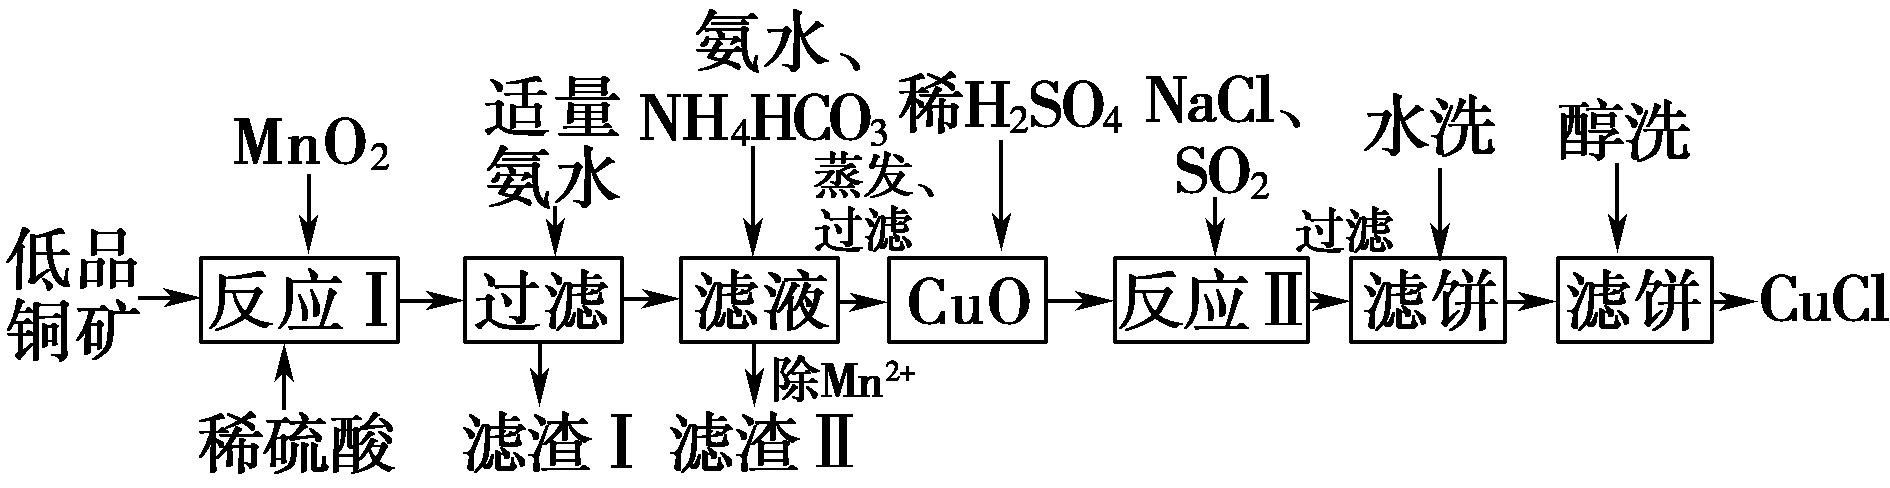 氨水、
NH₄HCO₃
适量
氨水
稀H₂SO₄
NaCl、
SO₂
水洗
醇洗
MnO₂
蒸发、
过滤
过滤
低品
铜矿
反应Ⅰ
过滤
滤液
CuO
反应Ⅱ
滤饼
滤饼
CuCl
除Mn²⁺
稀硫酸
滤渣Ⅰ
滤渣Ⅱ